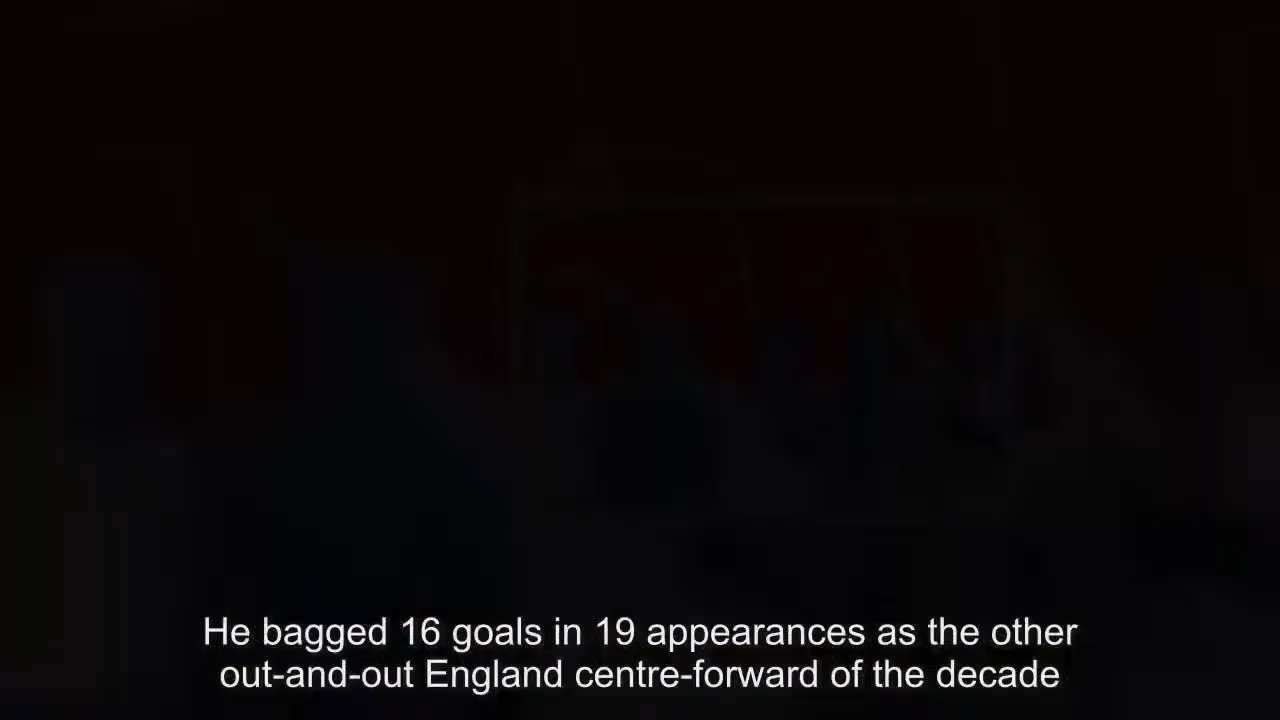 He bagged 16 goals in 19 appearances as the other
out-and-out England centre-forward of the decade